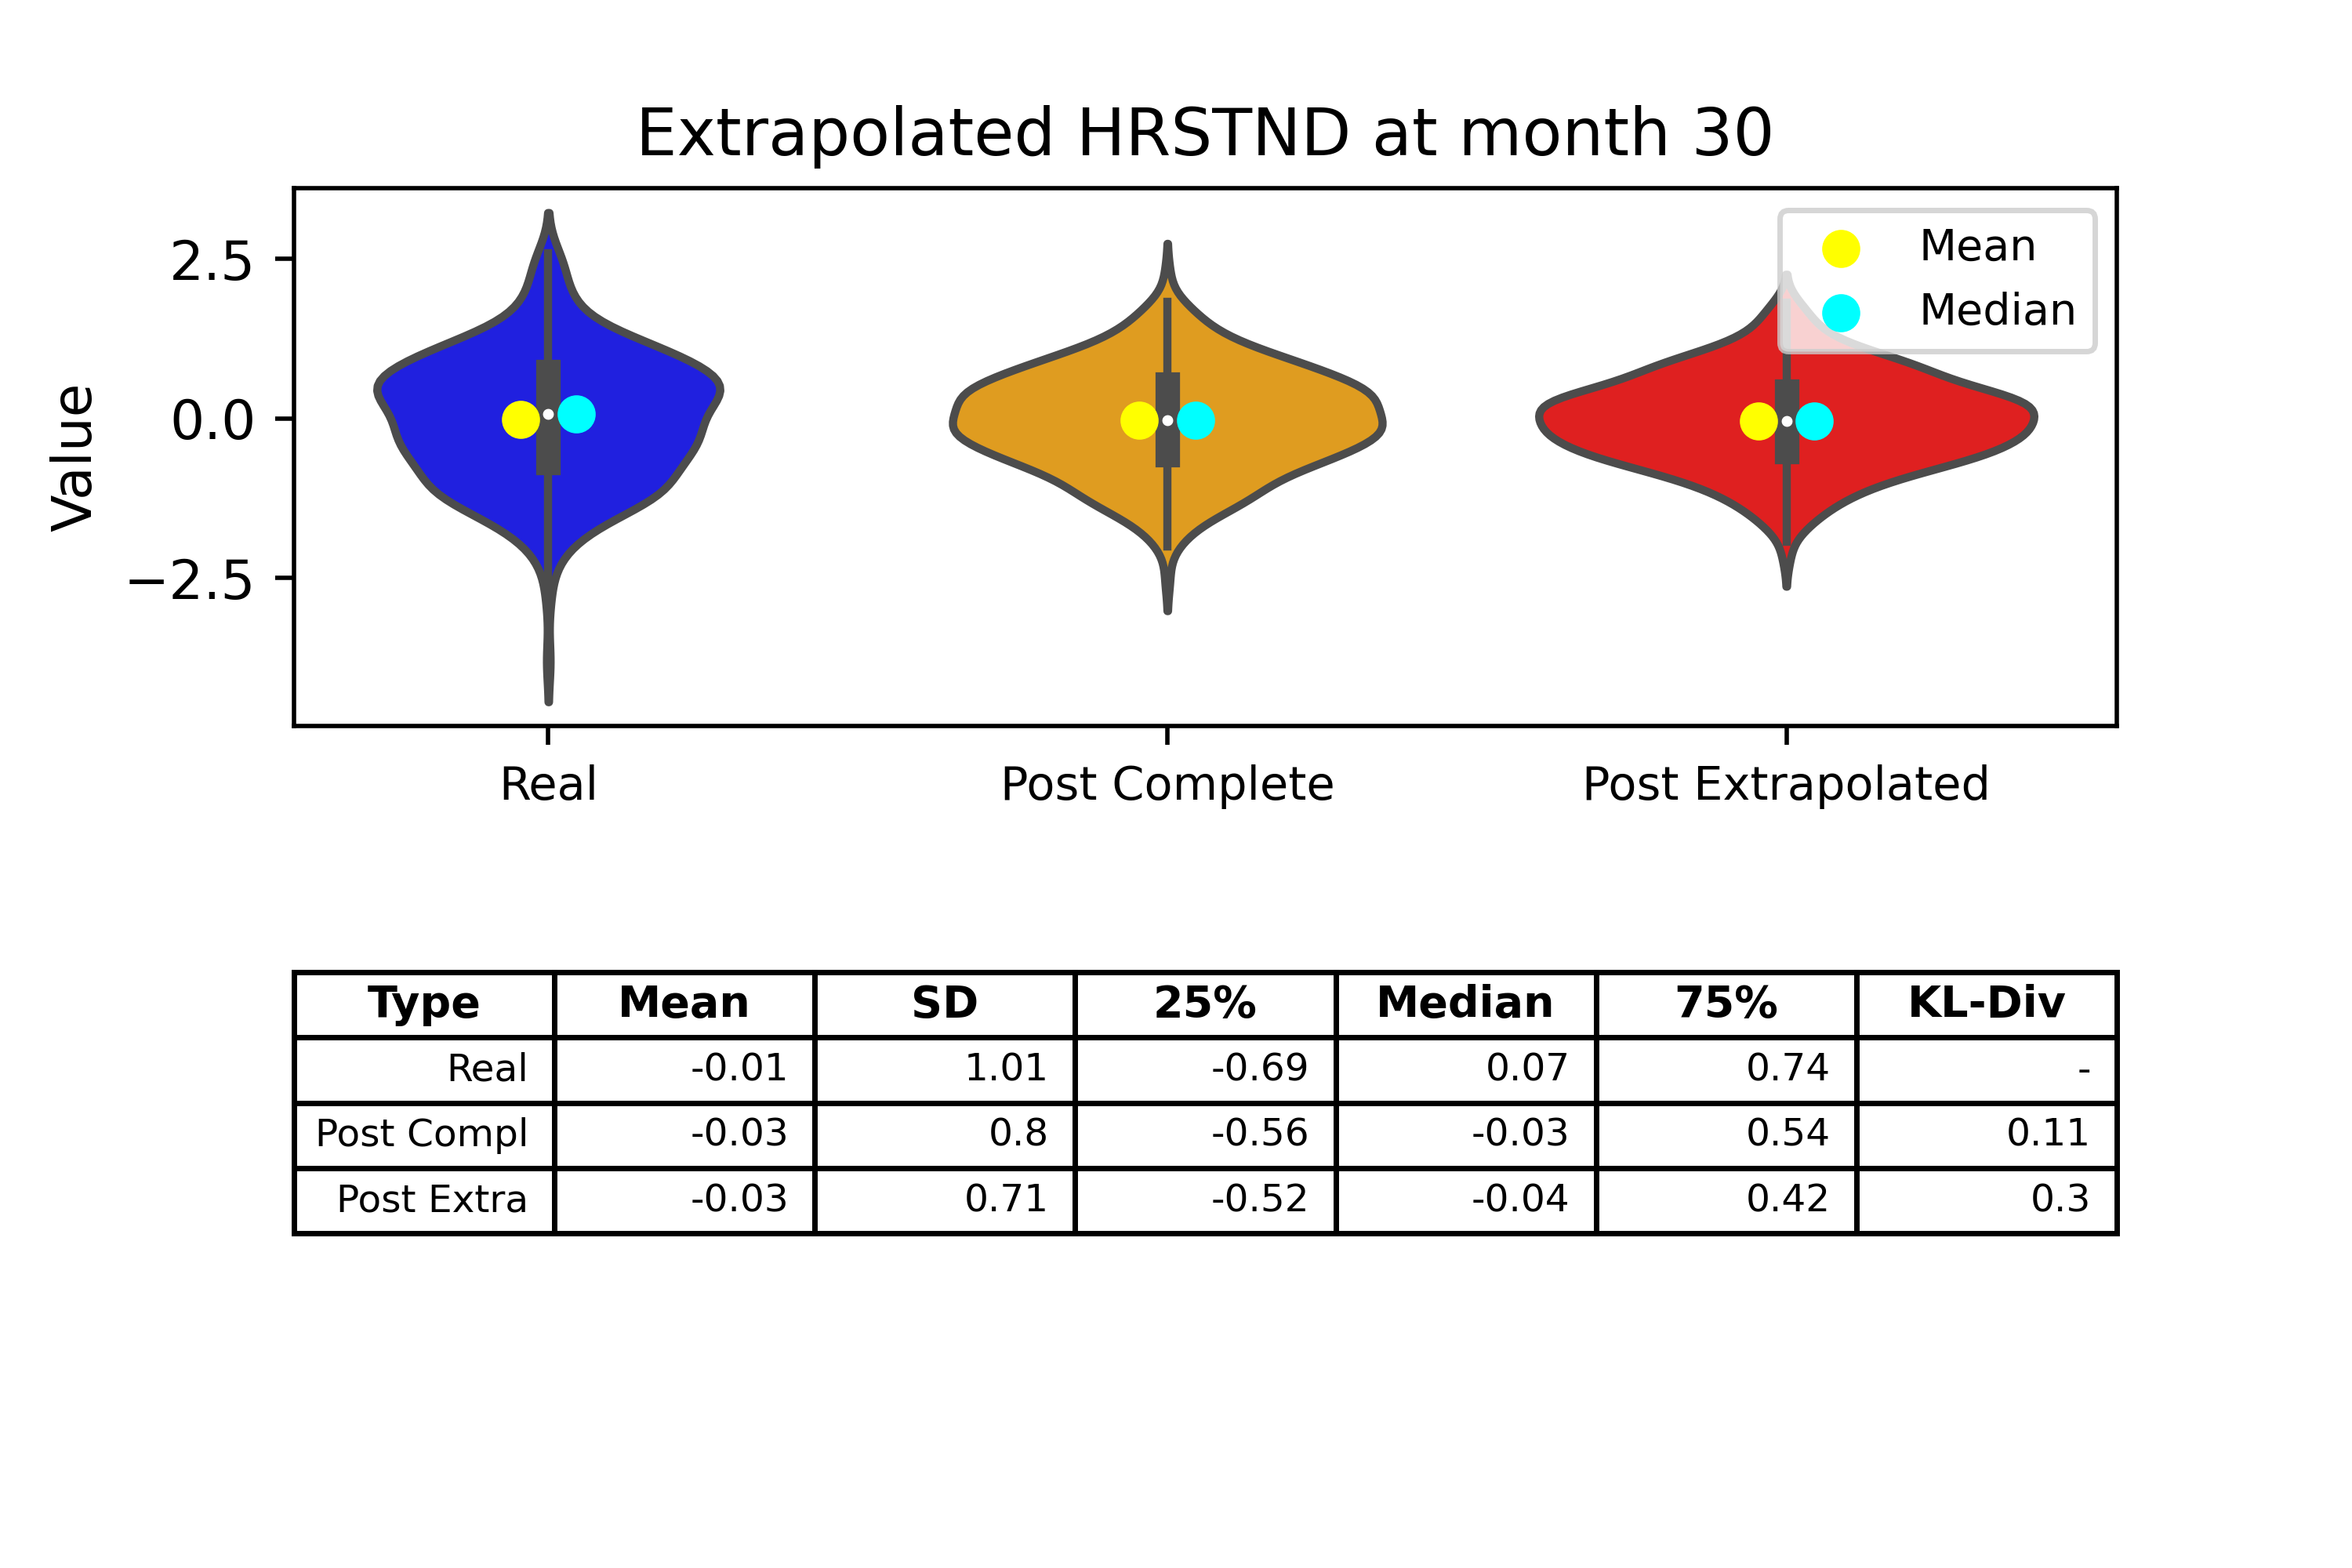 Extrapolated HRSTND at month 30
Value
2.5
0.0
−2.5
Mean
Median
Real Post Complete Post Extrapolated
Type Mean SD 25% Median 75% KL-Div
Real -0.01 1.01 -0.69 0.07 0.74 -
Post Compl -0.03 0.8 -0.56 -0.03 0.54 0.11
Post Extra -0.03 0.71 -0.52 -0.04 0.42 0.3